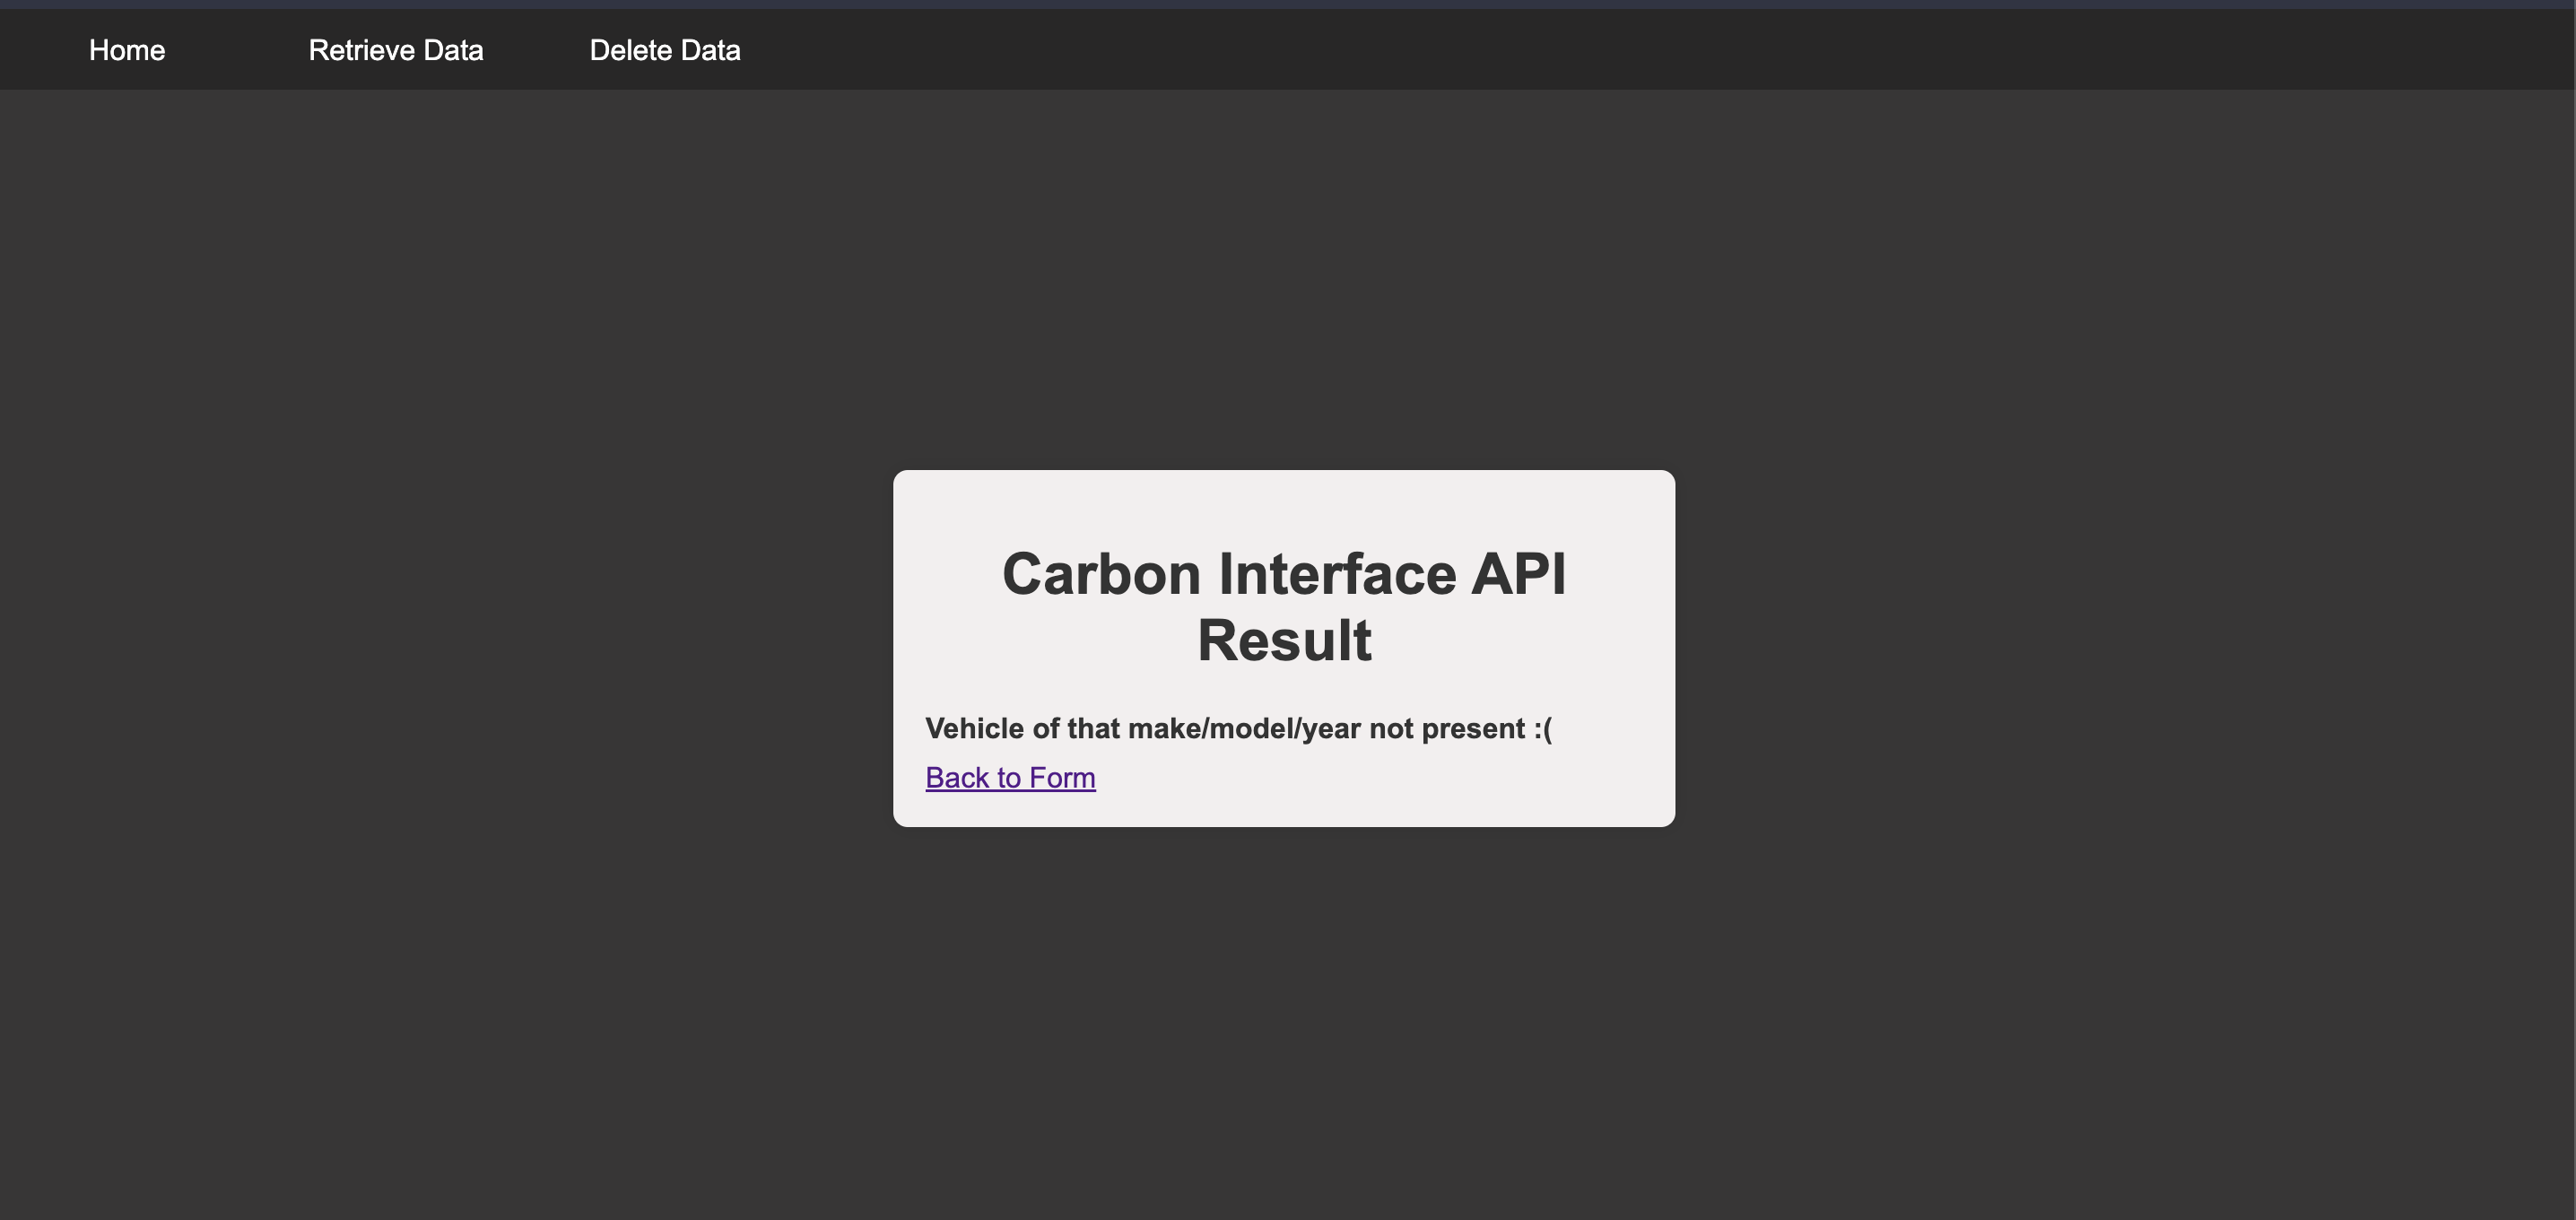 Home Retrieve Data Delete Data
Carbon Interface API
Result
Vehicle of that make/model/year not present :(
Back to Form